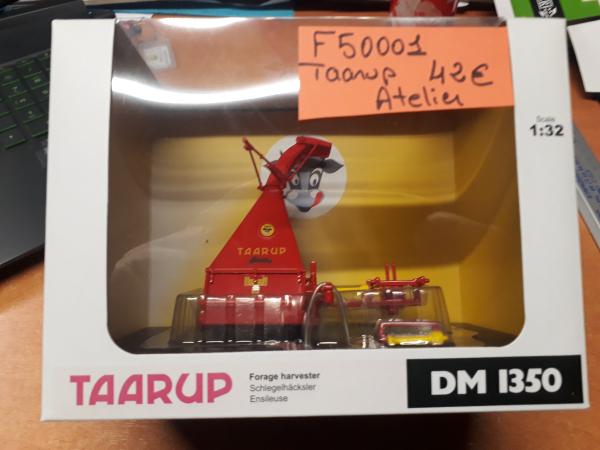 F50001
Taarup 42€
Atelier
Scale
1:32
TAARUP
TAARUP
Forage harvester
Schlegelhäcksler
Ensileuse
DM 1350